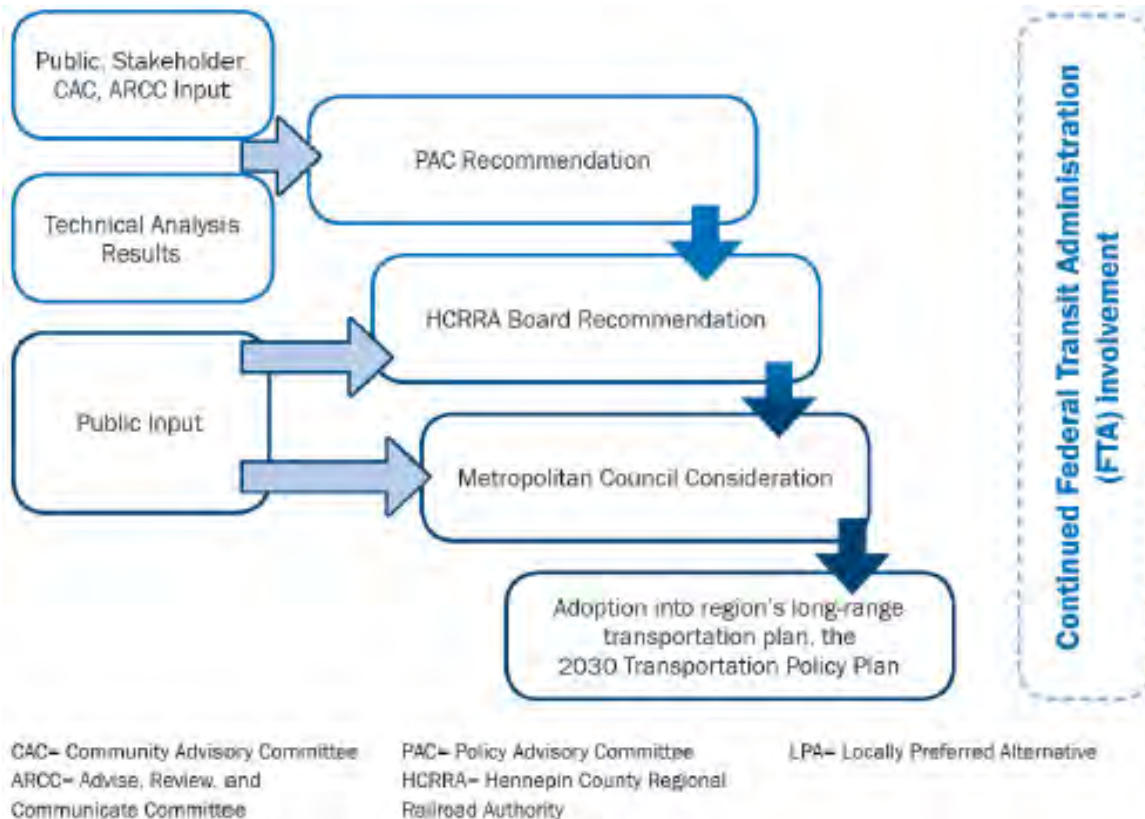 Public, Stakeholder,
CAC, ARCC Input
PAC Recommendation
Technical Analysis
Results
HCRRA Board Recommendation
Public Input
Metropolitan Council Consideration
Adoption into region's long-range
transportation plan, the
2030 Transportation Policy Plan
Continued Federal Transit Administration
(FTA) Involvement
CAC– Community Advisory Committee
ARCC– Advise, Review, and
Communicate Committee
PAC– Policy Advisory Committee
HCRRA– Hennepin County Regional
Railroad Authority
LPA– Locally Preferred Alternative